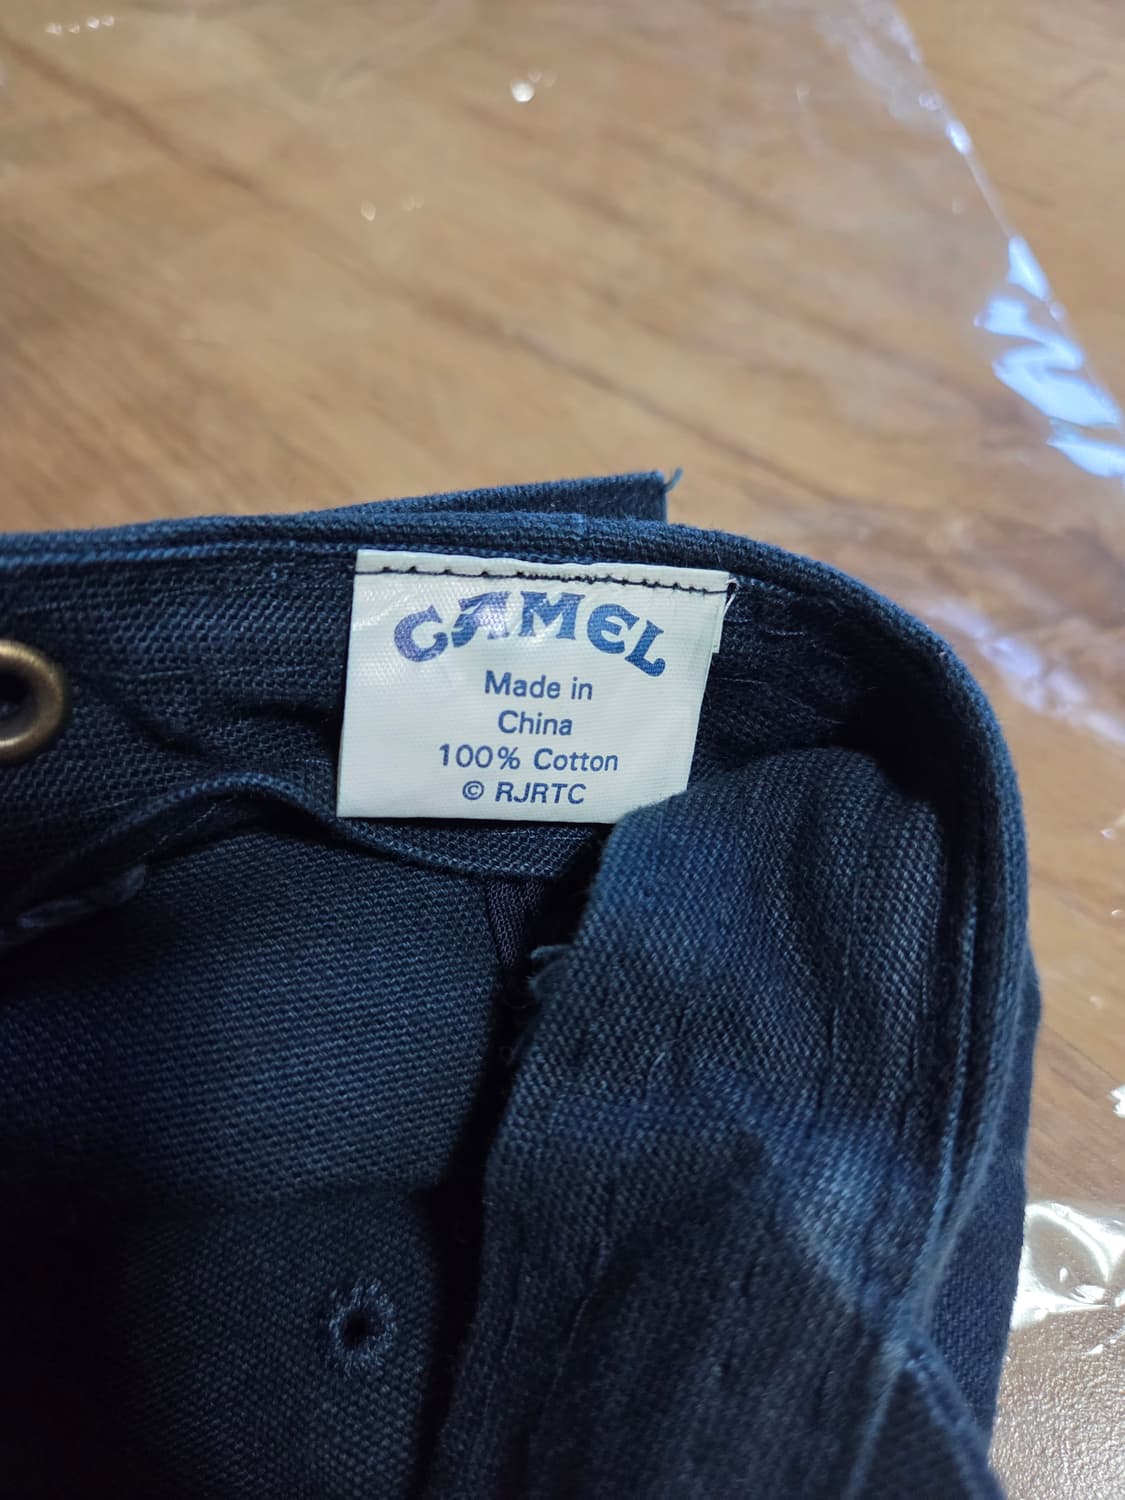 CAMEL
Made in
China
100% Cotton
© RJRTC